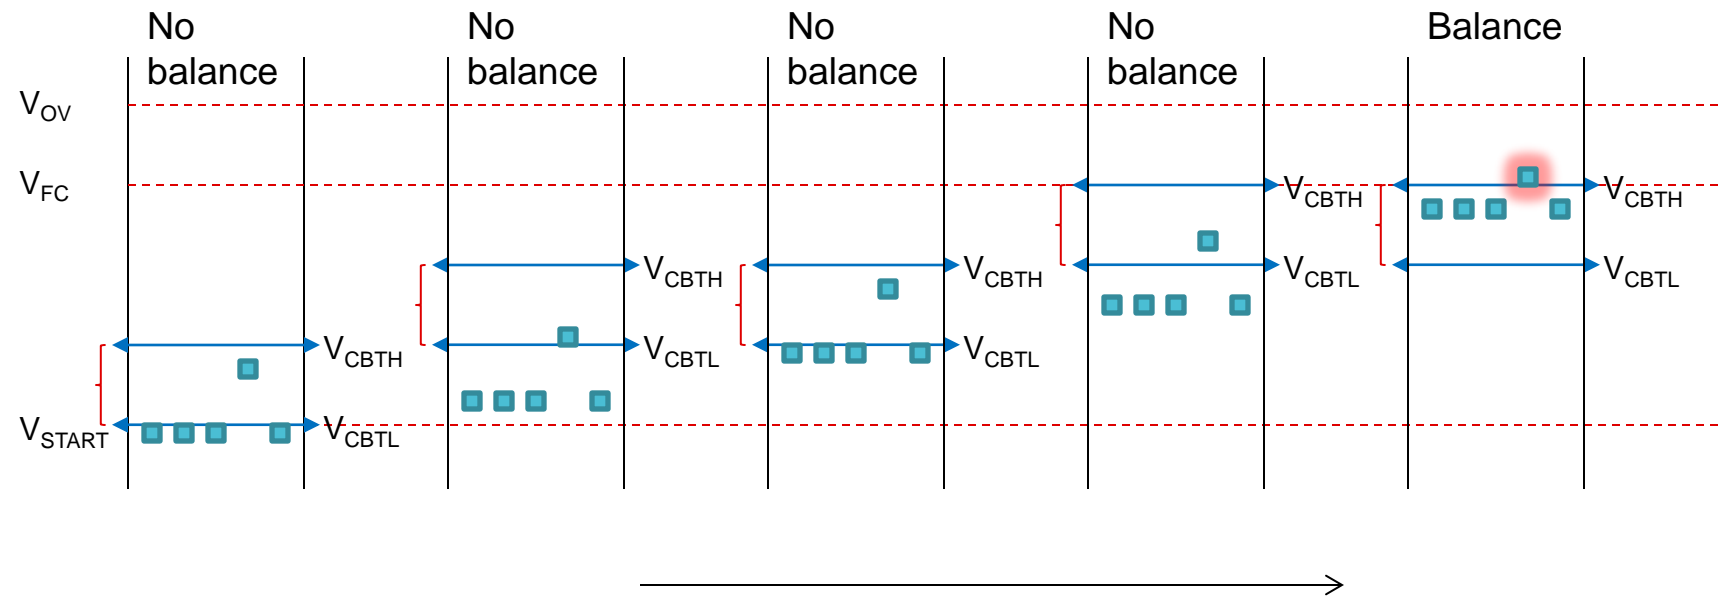 No
balance
No
balance
No
balance
No
balance
Balance
VOV
VFC
VSTART
VCBTH
VCBTL
VCBTH
VCBTL
VCBTH
VCBTL
VCBTH
VCBTL
VCBTH
VCBTL